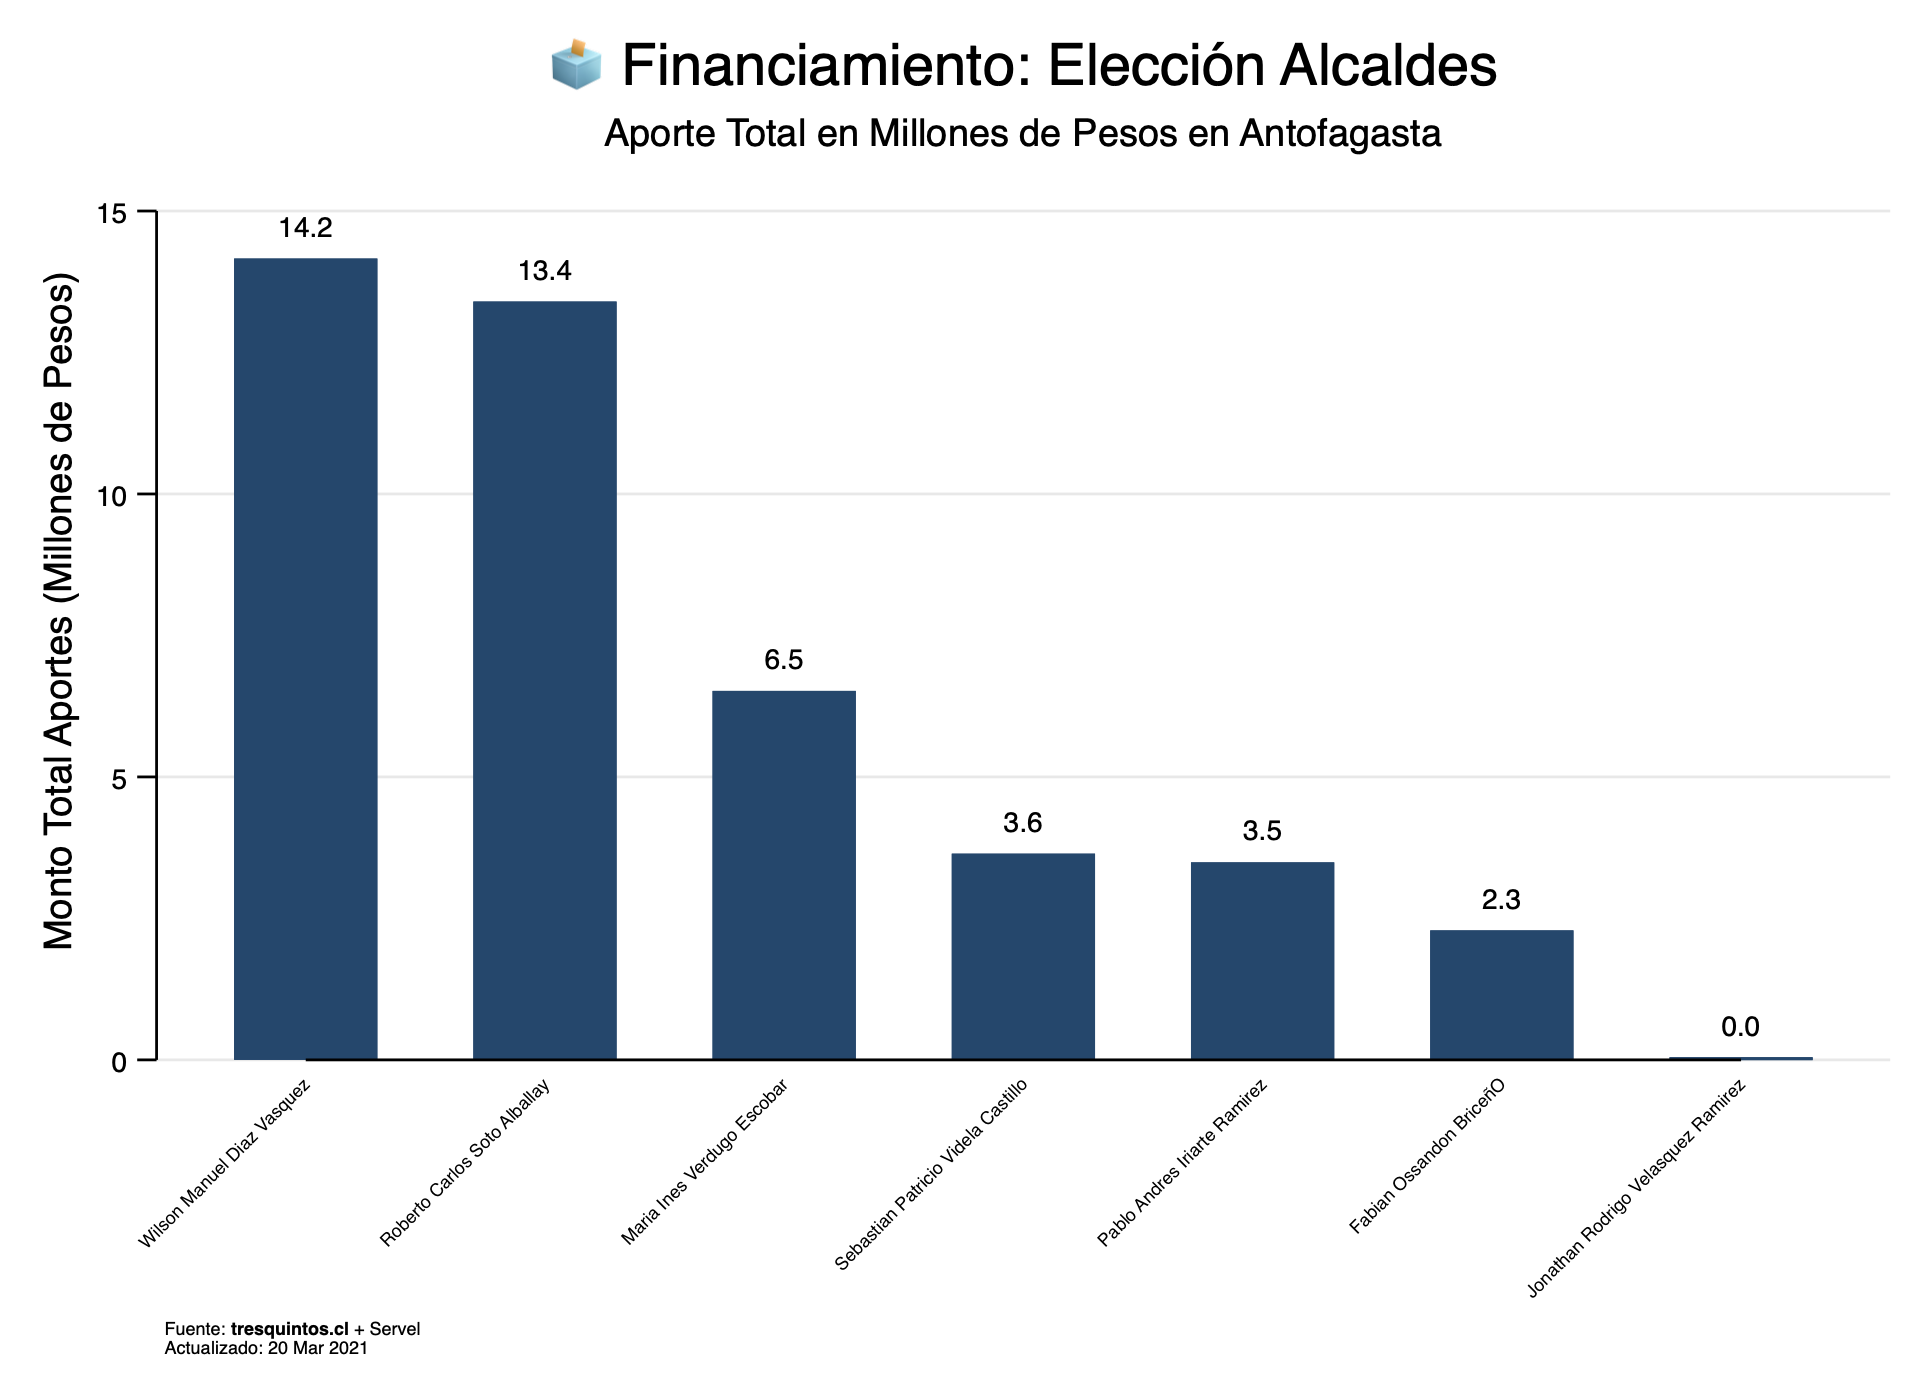 Financiamiento: Elección Alcaldes
Aporte Total en Millones de Pesos en Antofagasta
Monto Total Aportes (Millones de Pesos)
15
10
5
0
14.2
13.4
6.5
3.6
3.5
2.3
0.0
Wilson Manuel Diaz Vasquez
Roberto Carlos Soto Alballay
Maria Ines Verdugo Escobar
Sebastian Patricio Videla Castillo
Pablo Andres Iriarte Ramirez
Fabian Ossandon BriceñO
Jonathan Rodrigo Velasquez Ramirez
Fuente: tresquintos.cl + Servel
Actualizado: 20 Mar 2021